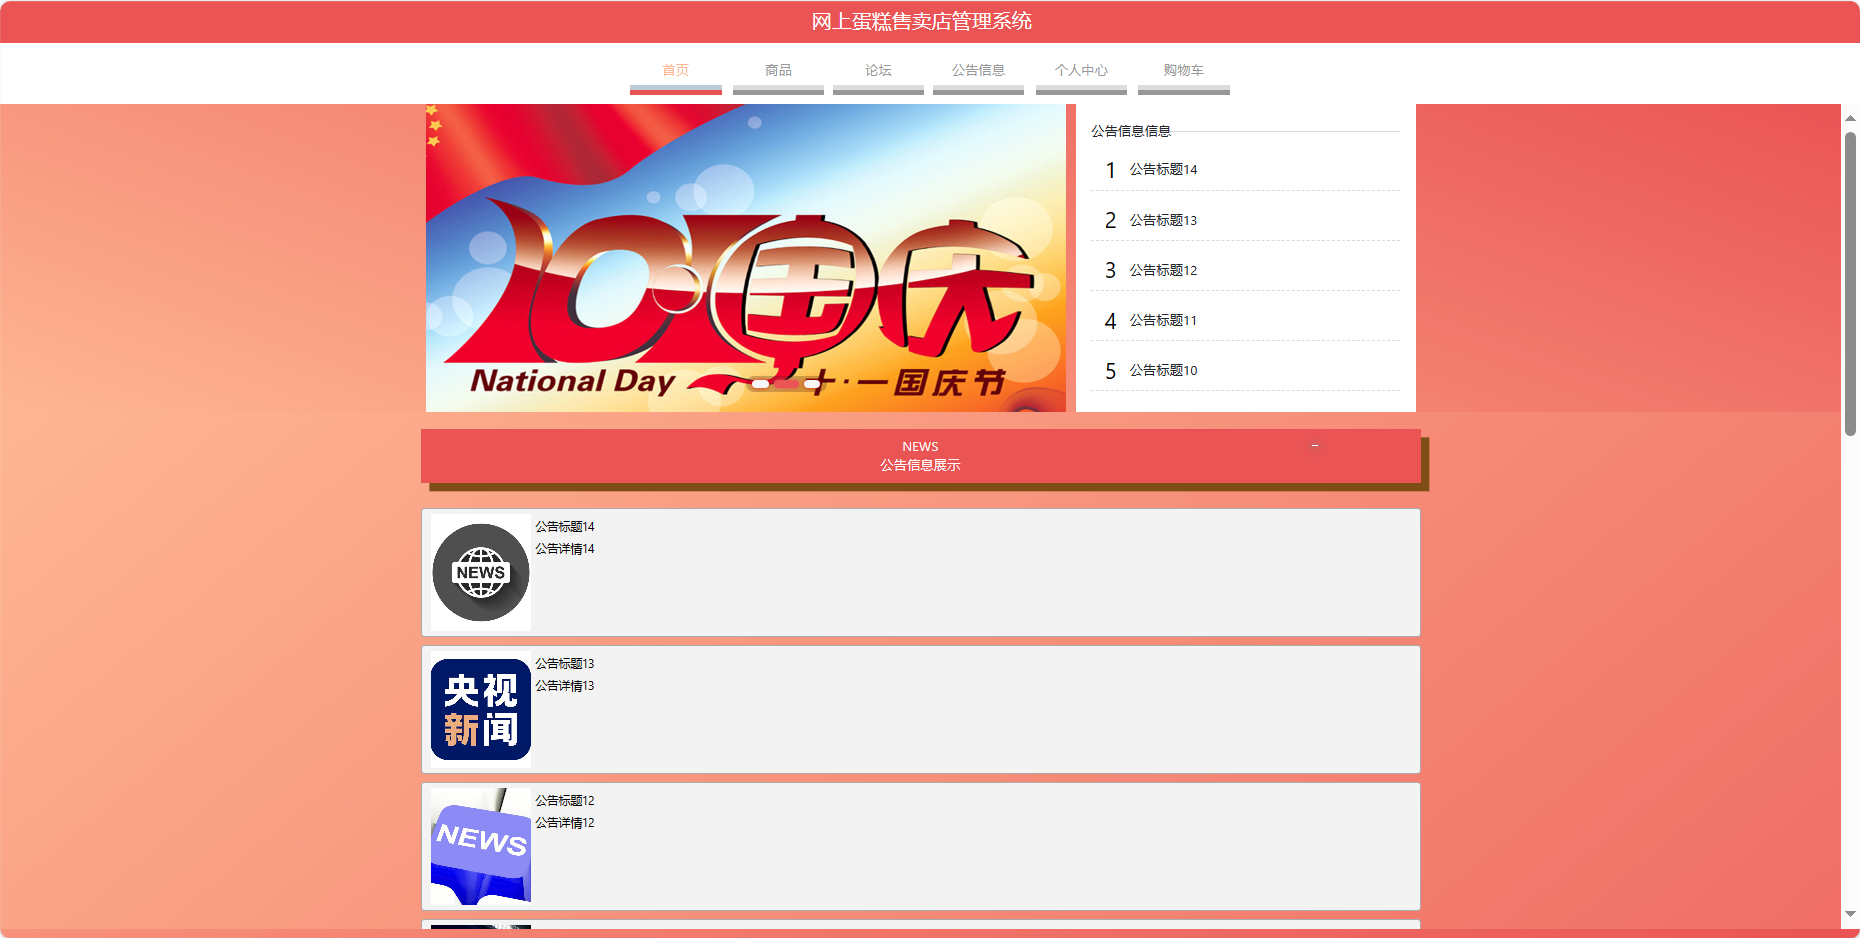 网上蛋糕售卖店管理系统
首页 商品 论坛 公告信息 个人中心 购物车
10·国庆
National Day 十·一国庆节
公告信息信息
1 公告标题14
2 公告标题13
3 公告标题12
4 公告标题11
5 公告标题10
NEWS
公告信息展示
NEWS
公告标题14
公告详情14
央视
新闻
公告标题13
公告详情13
NEWS
公告标题12
公告详情12